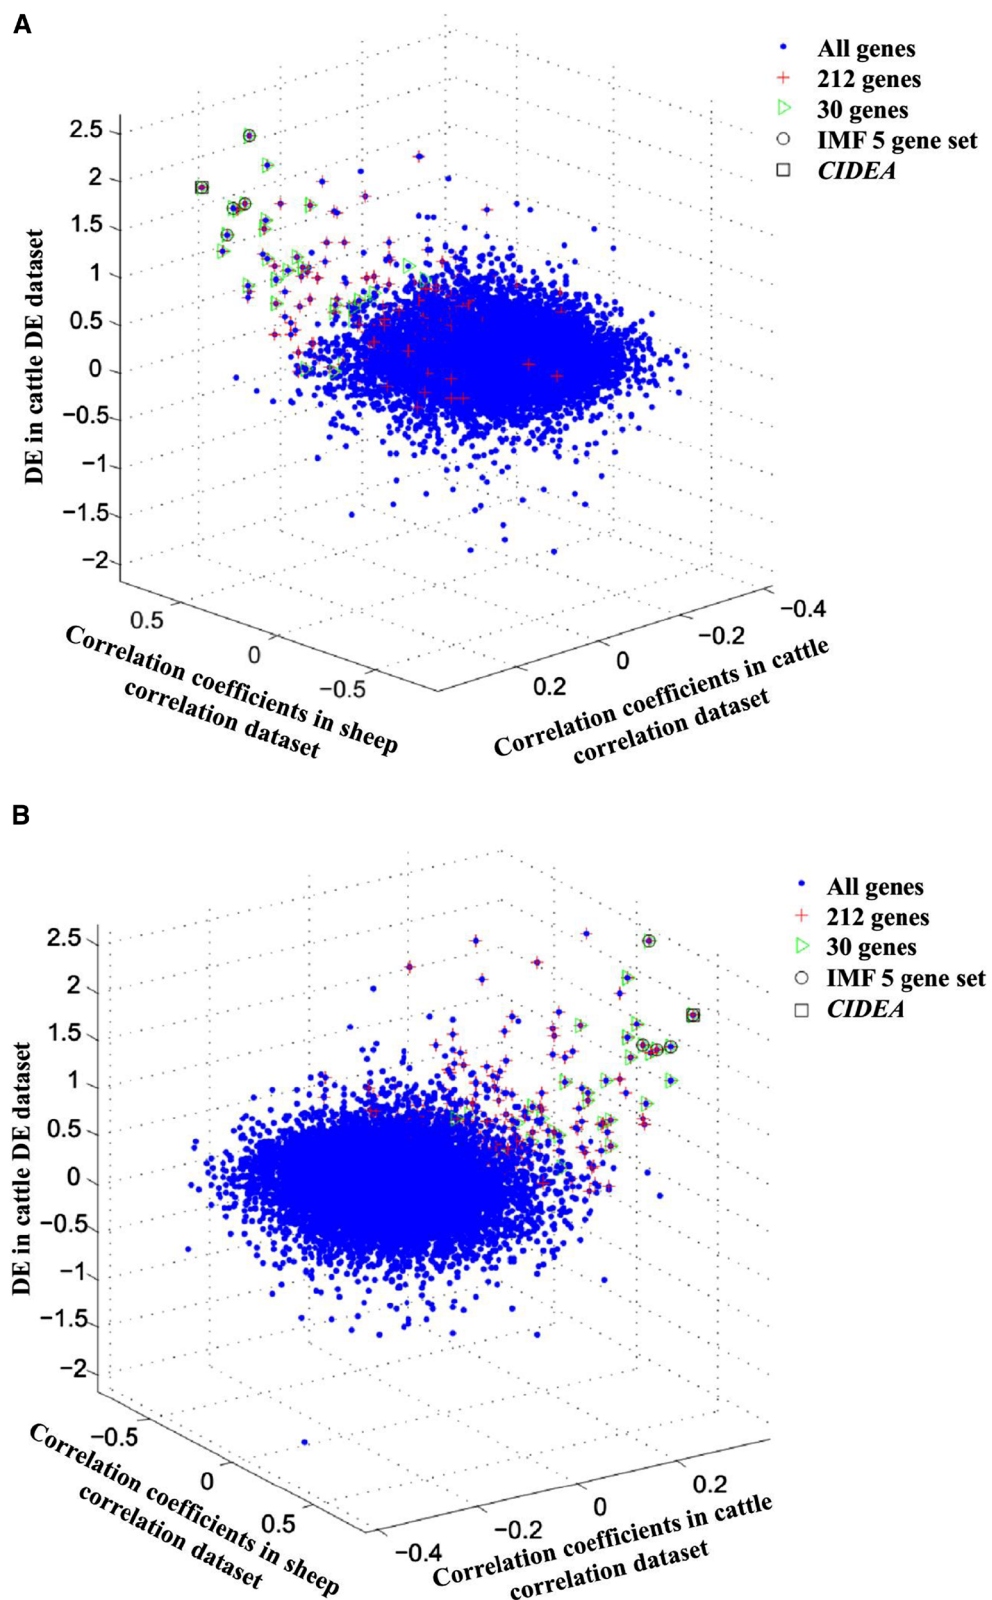 A
All genes
212 genes
30 genes
IMF 5 gene set
CIDEA
2.5
2
1.5
1
0.5
0
−0.5
−1
−1.5
−2
DE in cattle DE dataset
0.5
0
−0.5
Correlation coefficients in sheep
correlation dataset
−0.4
−0.2
0
0.2
Correlation coefficients in cattle
correlation dataset
B
All genes
212 genes
30 genes
IMF 5 gene set
CIDEA
2.5
2
1.5
1
0.5
0
−0.5
−1
−1.5
−2
DE in cattle DE dataset
−0.5
0
0.5
Correlation coefficients in sheep
correlation dataset
0.2
0
−0.2
−0.4
Correlation coefficients in cattle
correlation dataset